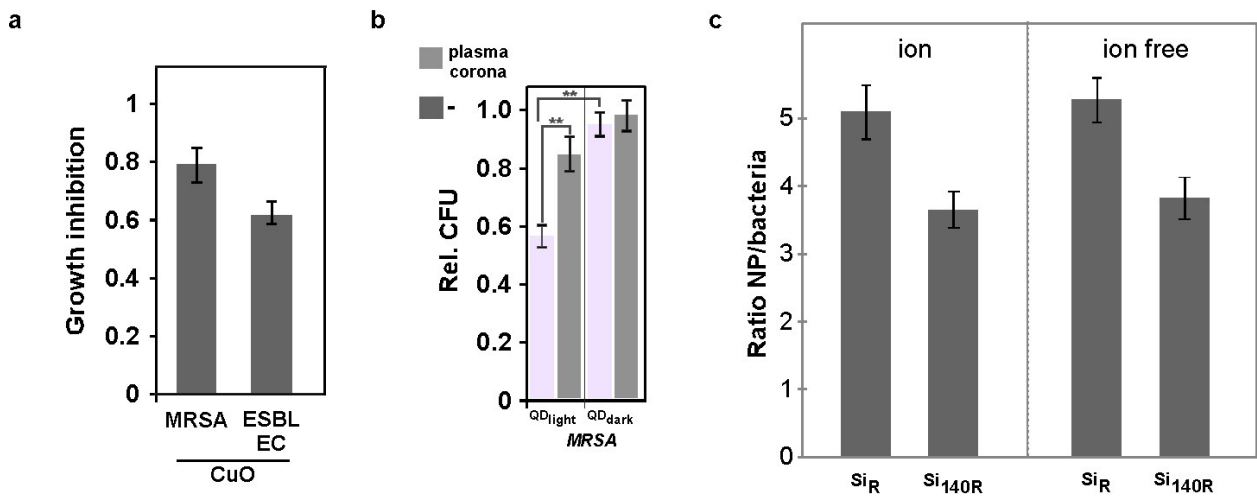 a
Growth inhibition
1
0.8
0.6
0.4
0.2
0
MRSA ESBL
EC
CuO
b
plasma
corona
-
Rel. CFU
1.0
0.8
0.6
0.4
0.2
0
**
**
QDlight QDdark
MRSA
c
ion ion free
Ratio NP/bacteria
5
4
3
2
1
0
SiR Si140R SiR Si140R